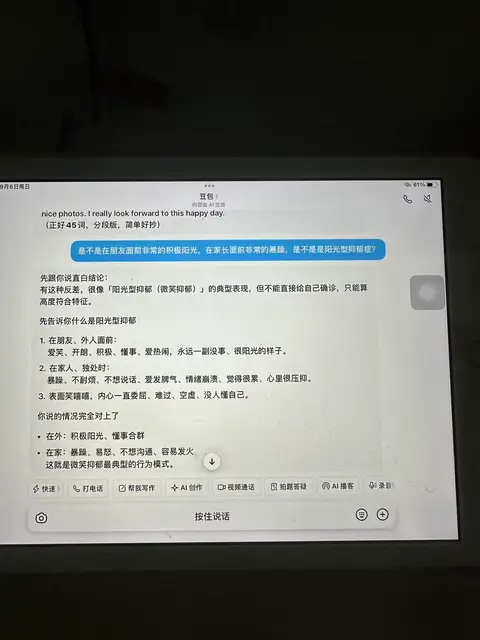 9月6日周日
61%
豆包
内容由 AI 生成
nice photos. I really look forward to this happy day.
（正好 45 词，分段版，简单好抄）
是不是在朋友面前非常的积极阳光，在家长面前非常的暴躁，是不是是阳光型抑郁症？
先跟你说直白结论：
有这种反差，很像「阳光型抑郁（微笑抑郁）」的典型表现，但不能直接给自己确诊，只能算
高度符合特征。
先告诉你什么是阳光型抑郁
1. 在朋友、外人面前：
爱笑、开朗、积极、懂事、爱热闹，永远一副没事、很阳光的样子。
2. 在家人、独处时：
暴躁、不耐烦、不想说话、爱发脾气、情绪崩溃、觉得很累、心里很压抑。
3. 表面笑嘻嘻，内心一直委屈、难过、空虚、没人懂自己。
你说的情况完全对上了
• 在外：积极阳光、懂事合群
• 在家：暴躁、易怒、不想沟通、容易发火
这就是微笑抑郁最典型的行为模式。
快速 打电话 帮我写作 AI 创作 视频通话 拍题答疑 AI 播客 录音
按住说话